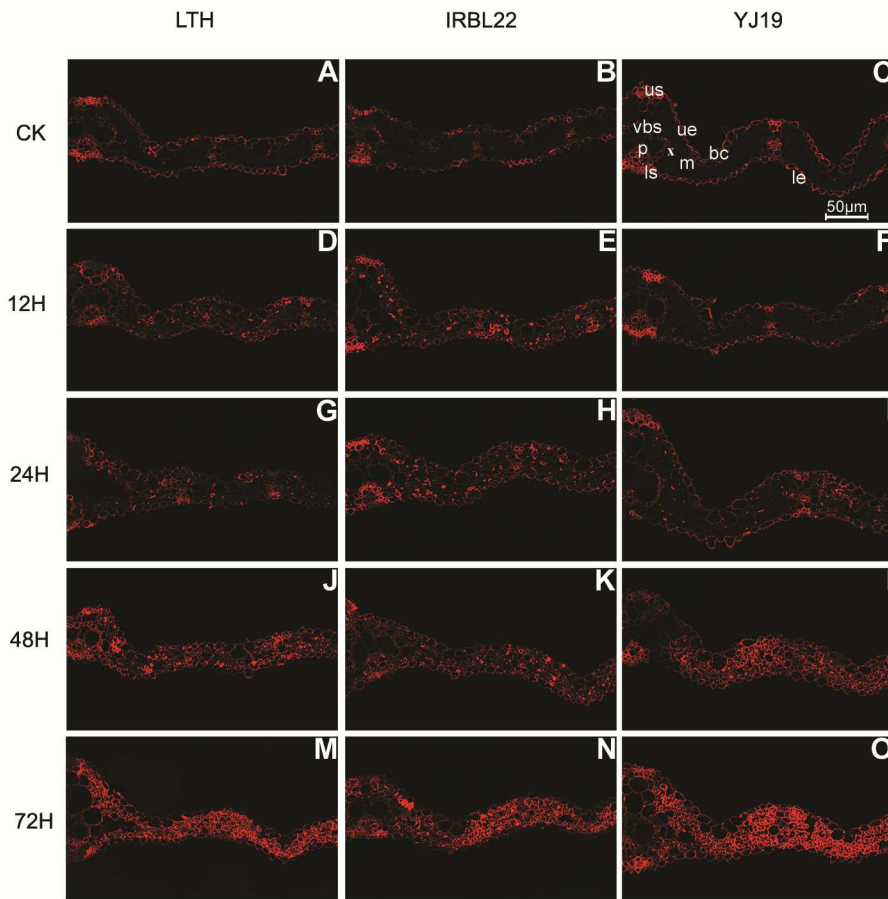 LTH IRBL22 YJ19
A B C
us
CK
vbs ue
p x bc
m
ls le
50μm
D E F
12H
G H
24H
J K
48H
M N O
72H